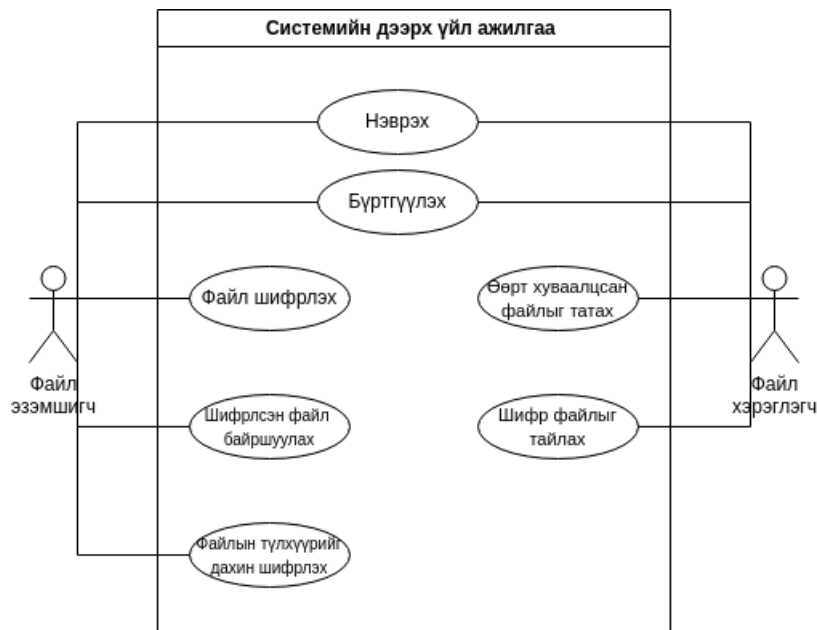 Системийн дээрх үйл ажилгаа
Нэврэх
Бүртгүүлэх
Файл шифрлэх
Өөрт хуваалцсан
файлыг татах
Файл
эзэмшигч
Файл
хэрэглэгч
Шифрлсэн файл
байршуулах
Шифр файлыг
тайлах
Файлын түлхүүрийг
дахин шифрлэх